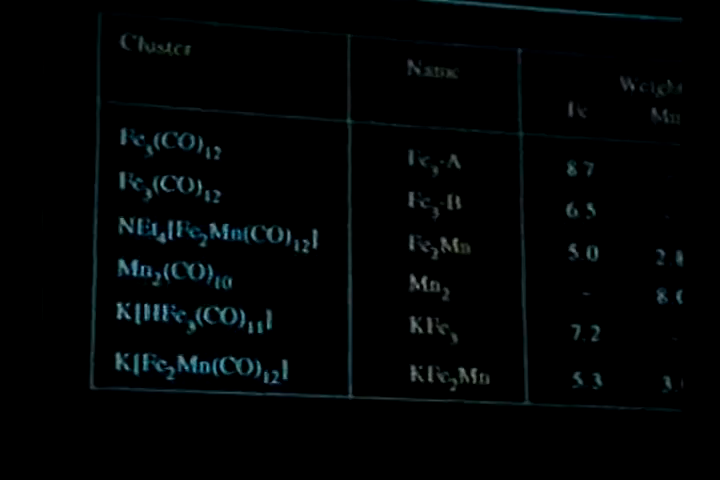 Cluster Name Weight
Fe Mn
Fe₃(CO)₁₂ Fe₃-A 8.7 -
Fe₃(CO)₁₂ Fe₃-B 6.5 -
NEt₄[Fe₂Mn(CO)₁₂] Fe₂Mn 5.0
Mn₂(CO)₁₀ Mn₂ -
K[HFe₃(CO)₁₁] KFe₃ 7.2 -
K[Fe₂Mn(CO)₁₂] KFe₂Mn 5.3